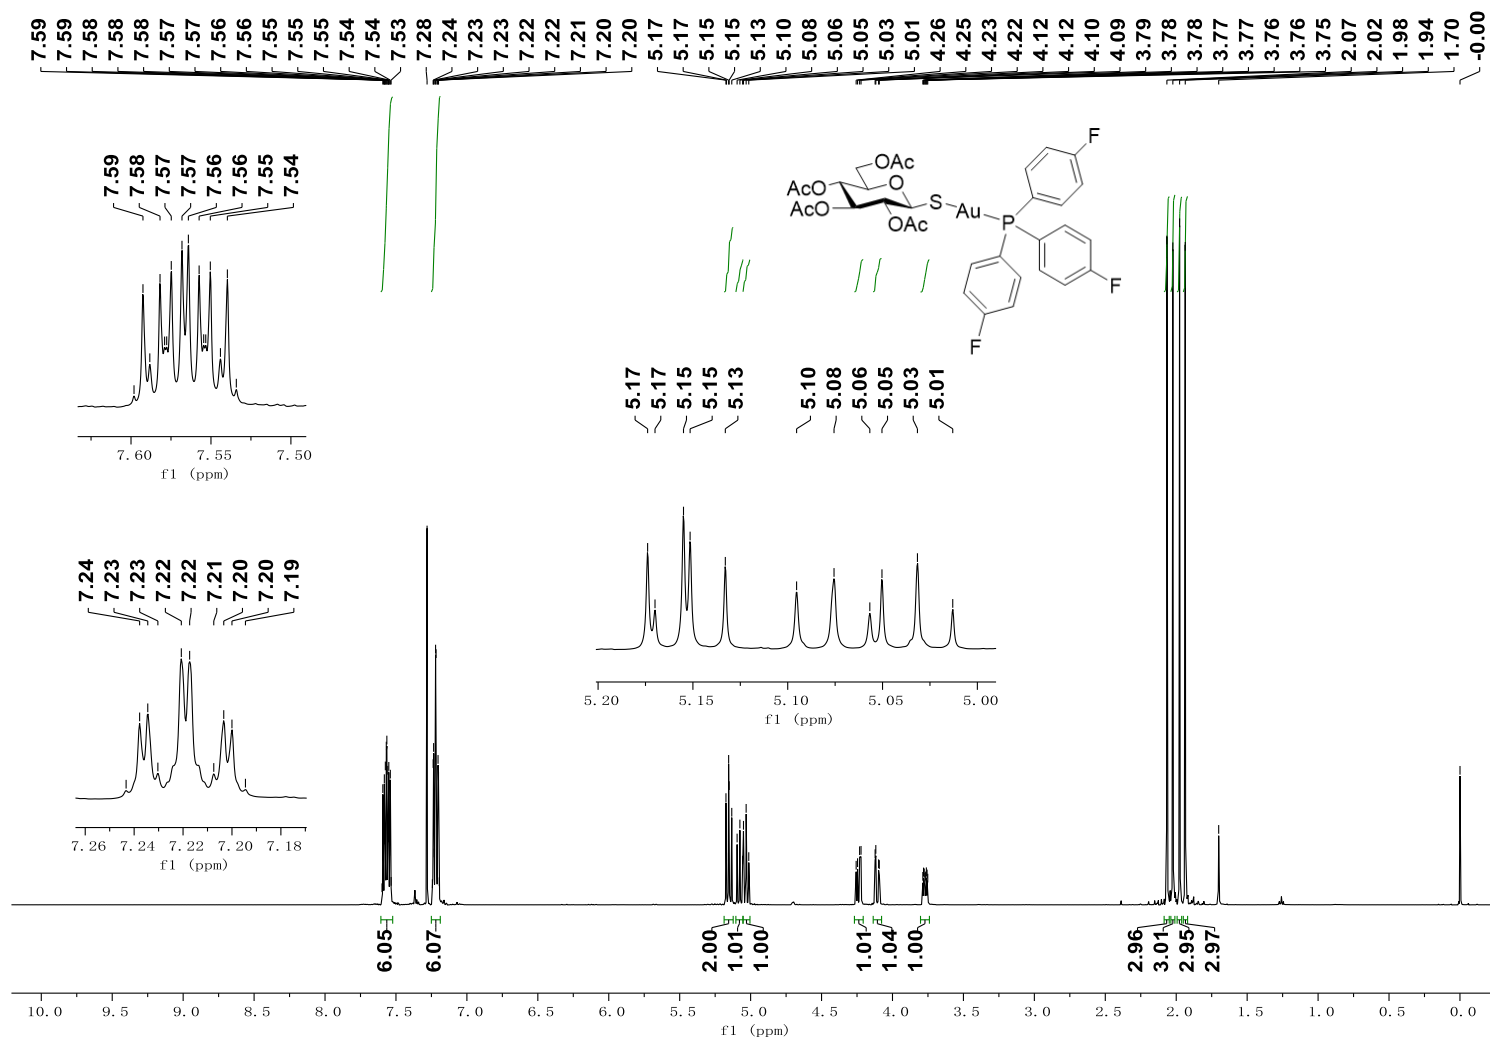 7.59 7.59 7.58 7.58 7.58 7.57 7.57 7.56 7.56 7.55 7.55 7.55 7.54 7.54 7.53 7.28 7.24 7.23 7.23 7.22 7.22 7.21 7.20 7.20 5.17 5.17 5.15 5.15 5.13 5.10 5.08 5.06 5.05 5.03 5.01 4.26 4.25 4.23 4.22 4.12 4.12 4.10 4.09 3.79 3.78 3.78 3.77 3.77 3.76 3.76 3.75 2.07 2.02 1.98 1.94 1.70 -0.00
7.59 7.58 7.57 7.57 7.56 7.56 7.55 7.54
7.60 7.55 7.50
f1 (ppm)
F
OAc
AcO O S Au P
AcO OAc
F
F
7.24 7.23 7.23 7.22 7.22 7.21 7.20 7.20 7.19
7.26 7.24 7.22 7.20 7.18
f1 (ppm)
5.17 5.17 5.15 5.15 5.13 5.10 5.08 5.06 5.05 5.03 5.01
5.20 5.15 5.10 5.05 5.00
f1 (ppm)
6.05 6.07 2.00 1.01 1.00 1.01 1.04 1.00 2.96 3.01 2.95 2.97
10.0 9.5 9.0 8.5 8.0 7.5 7.0 6.5 6.0 5.5 5.0 4.5 4.0 3.5 3.0 2.5 2.0 1.5 1.0 0.5 0.0
f1 (ppm)